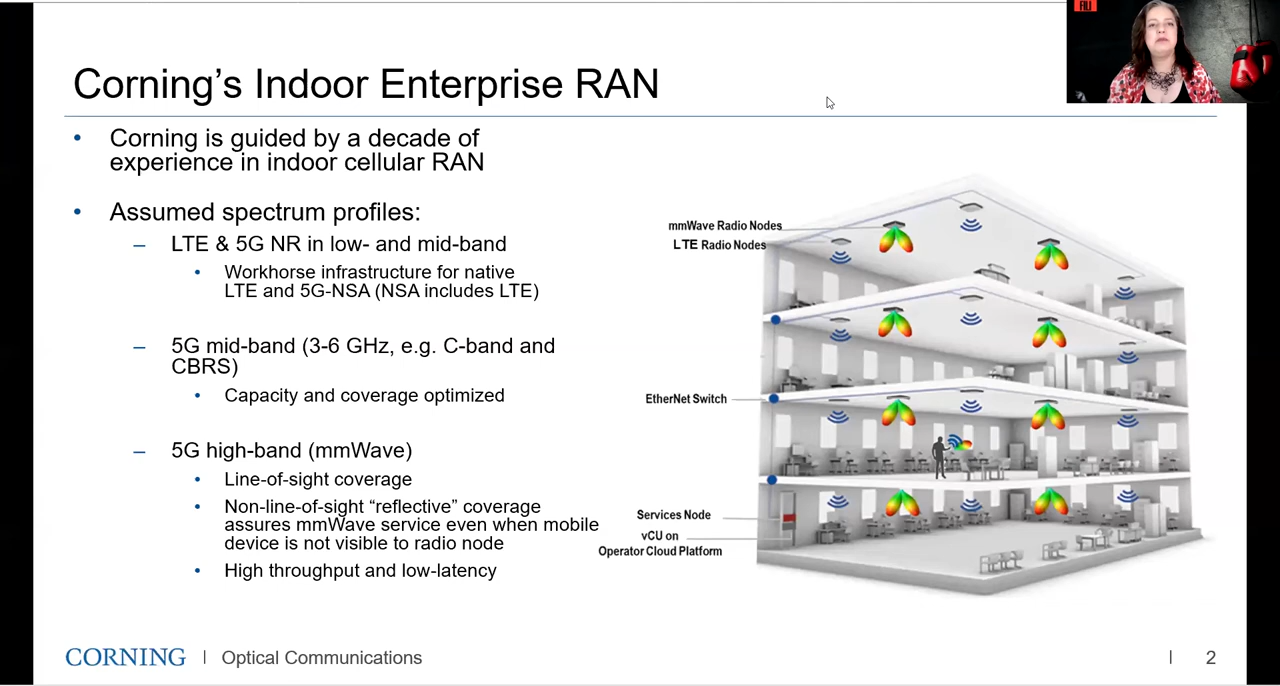 Corning's Indoor Enterprise RAN
• Corning is guided by a decade of
experience in indoor cellular RAN
• Assumed spectrum profiles:
– LTE & 5G NR in low- and mid-band
• Workhorse infrastructure for native
LTE and 5G-NSA (NSA includes LTE)
– 5G mid-band (3-6 GHz, e.g. C-band and
CBRS)
• Capacity and coverage optimized
– 5G high-band (mmWave)
• Line-of-sight coverage
• Non-line-of-sight “reflective” coverage
assures mmWave service even when mobile
device is not visible to radio node
• High throughput and low-latency
mmWave Radio Nodes
LTE Radio Nodes
EtherNet Switch
Services Node
vCU on
Operator Cloud Platform
CORNING | Optical Communications | 2